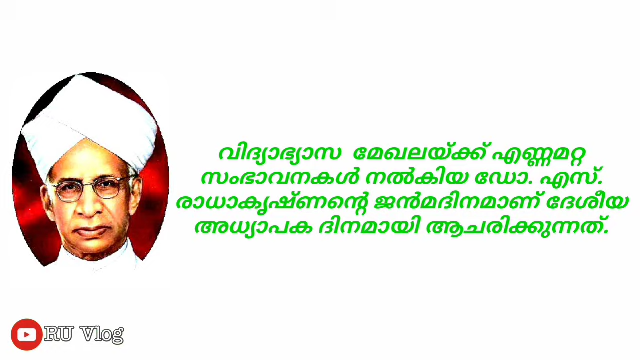 വിദ്യാഭ്യാസ മേഖലയ്ക്ക് എണ്ണമറ്റ
സംഭാവനകൾ നൽകിയ ഡോ. എസ്.
രാധാകൃഷ്ണന്റെ ജൻമദിനമാണ് ദേശീയ
അധ്യാപക ദിനമായി ആചരിക്കുന്നത്.
RU Vlog